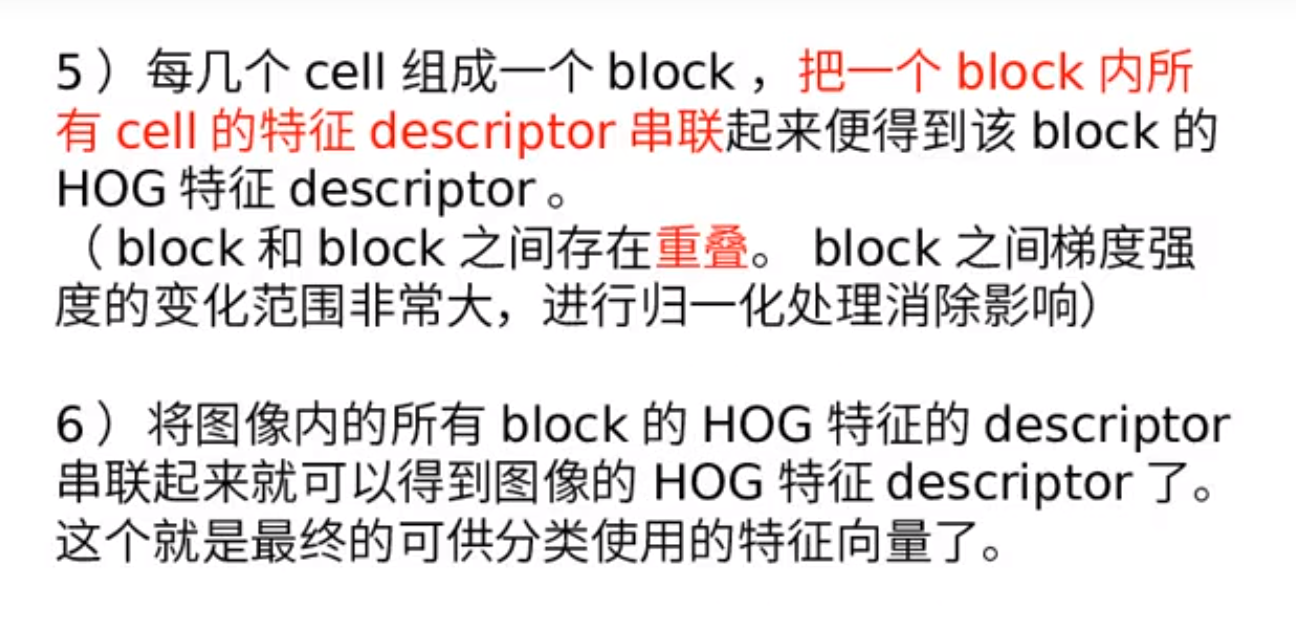 5） 每几个 cell 组成一个 block ，把一个 block 内所
有 cell 的特征 descriptor 串联起来便得到该 block 的
HOG 特征 descriptor 。
（ block 和 block 之间存在重叠。 block 之间梯度强
度的变化范围非常大，进行归一化处理消除影响）
6） 将图像内的所有 block 的 HOG 特征的 descriptor
串联起来就可以得到图像的 HOG 特征 descriptor 了。
这个就是最终的可供分类使用的特征向量了。